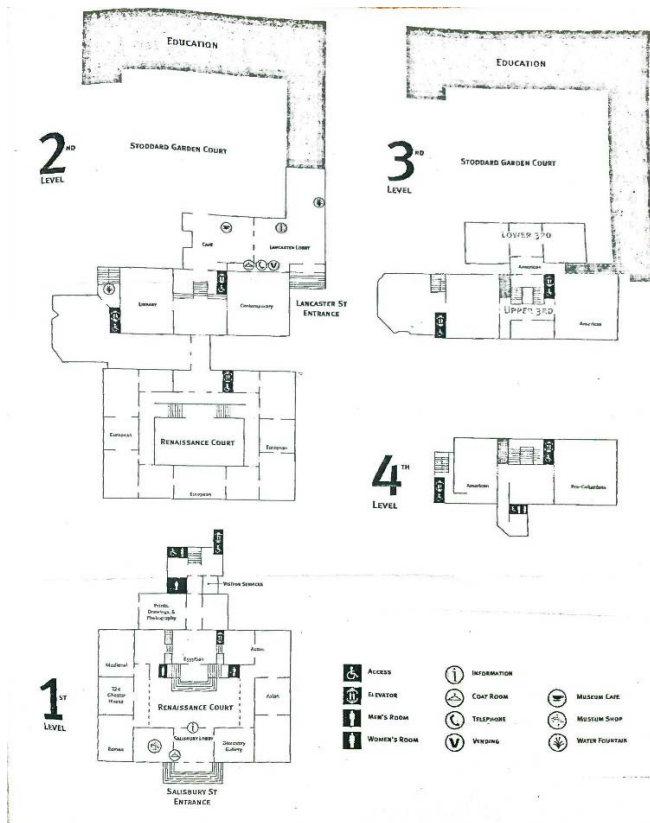 EDUCATION
2ND
LEVEL
STODDARD GARDEN COURT
CAFE
LANCASTER LOBBY
LIBRARY
Contemporary
LANCASTER ST
ENTRANCE
European
RENAISSANCE COURT
European
European
EDUCATION
3RD
LEVEL
STODDARD GARDEN COURT
LOWER 3RD
American
UPPER 3RD
American
4TH
LEVEL
American
Pre-Columbian
1ST
LEVEL
VISITOR SERVICES
Prints,
Drawings, &
Photography
Egyptian
Asian
Medieval
The
Chapter
House
RENAISSANCE COURT
Asian
Roman
SALISBURY LOBBY
Discovery
Gallery
SALISBURY ST
ENTRANCE
ACCESS
ELEVATOR
MEN'S ROOM
WOMEN'S ROOM
INFORMATION
COAT ROOM
TELEPHONE
V VENDING
MUSEUM CAFE
MUSEUM SHOP
WATER FOUNTAIN